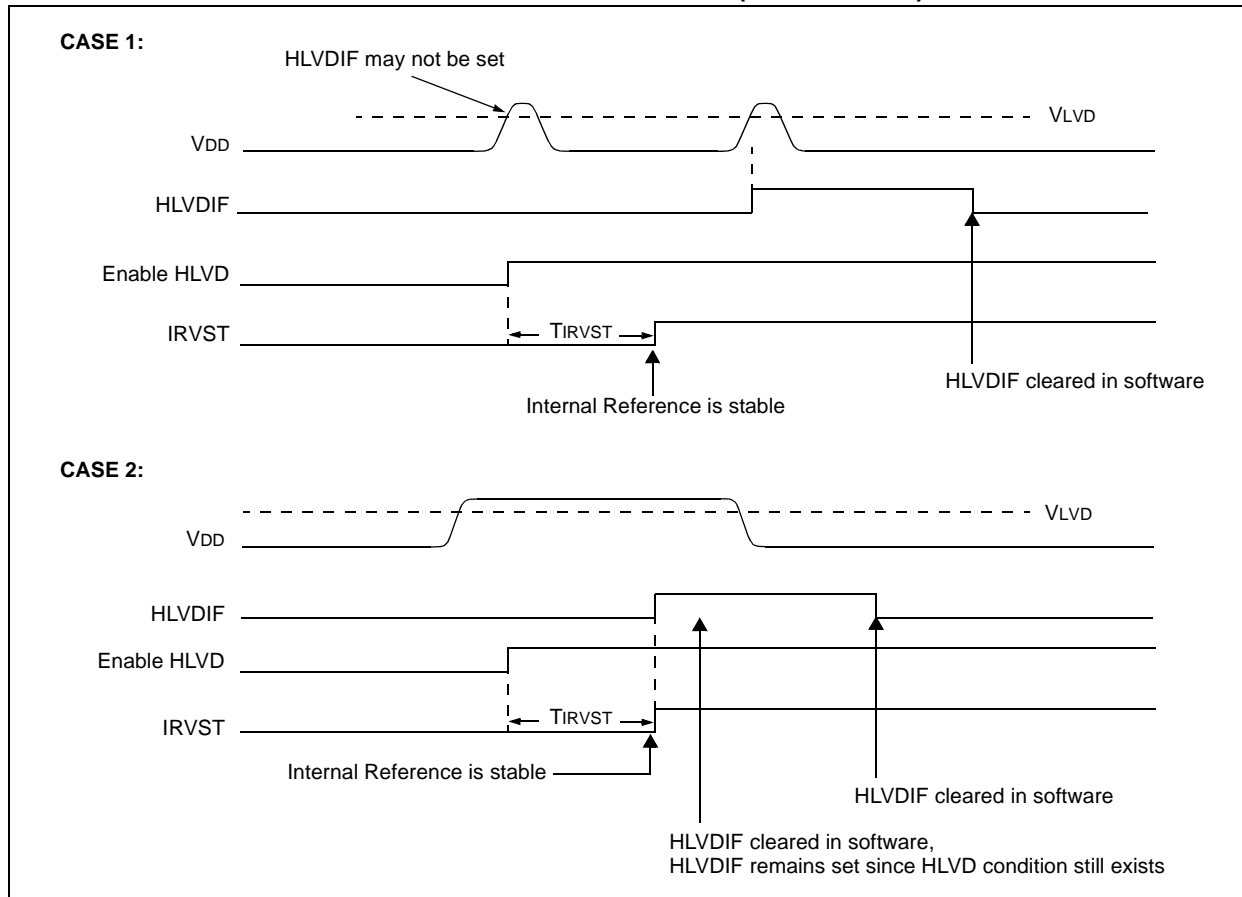 CASE 1:
HLVDIF may not be set
VLVD
VDD
HLVDIF
Enable HLVD
TIRVST
IRVST
HLVDIF cleared in software
Internal Reference is stable
CASE 2:
VLVD
VDD
HLVDIF
Enable HLVD
TIRVST
IRVST
Internal Reference is stable
HLVDIF cleared in software
HLVDIF cleared in software,
HLVDIF remains set since HLVD condition still exists